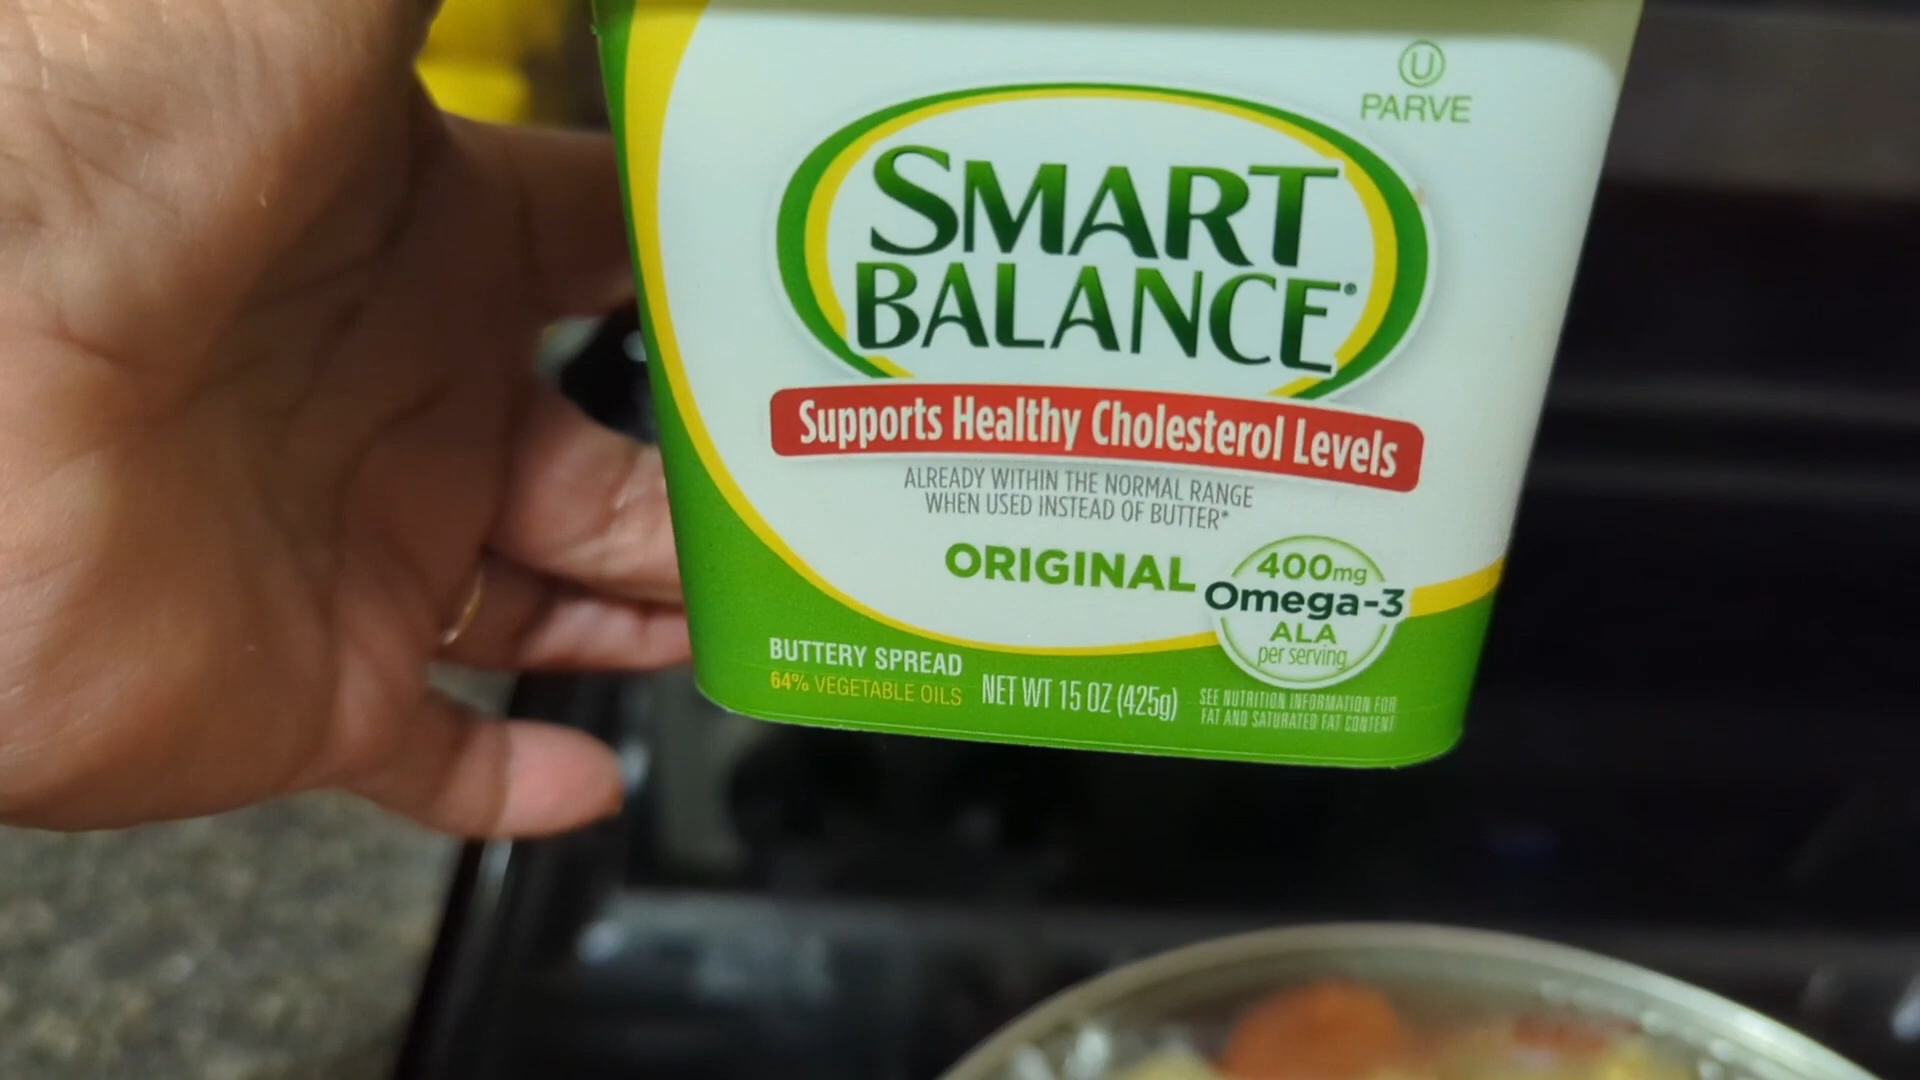 U
PARVE
SMART
BALANCE®
Supports Healthy Cholesterol Levels
ALREADY WITHIN THE NORMAL RANGE
WHEN USED INSTEAD OF BUTTER*
ORIGINAL
400mg
Omega-3
ALA
per serving
BUTTERY SPREAD
64% VEGETABLE OILS
NET WT 15 OZ (425g)
SEE NUTRITION INFORMATION FOR
FAT AND SATURATED FAT CONTENT